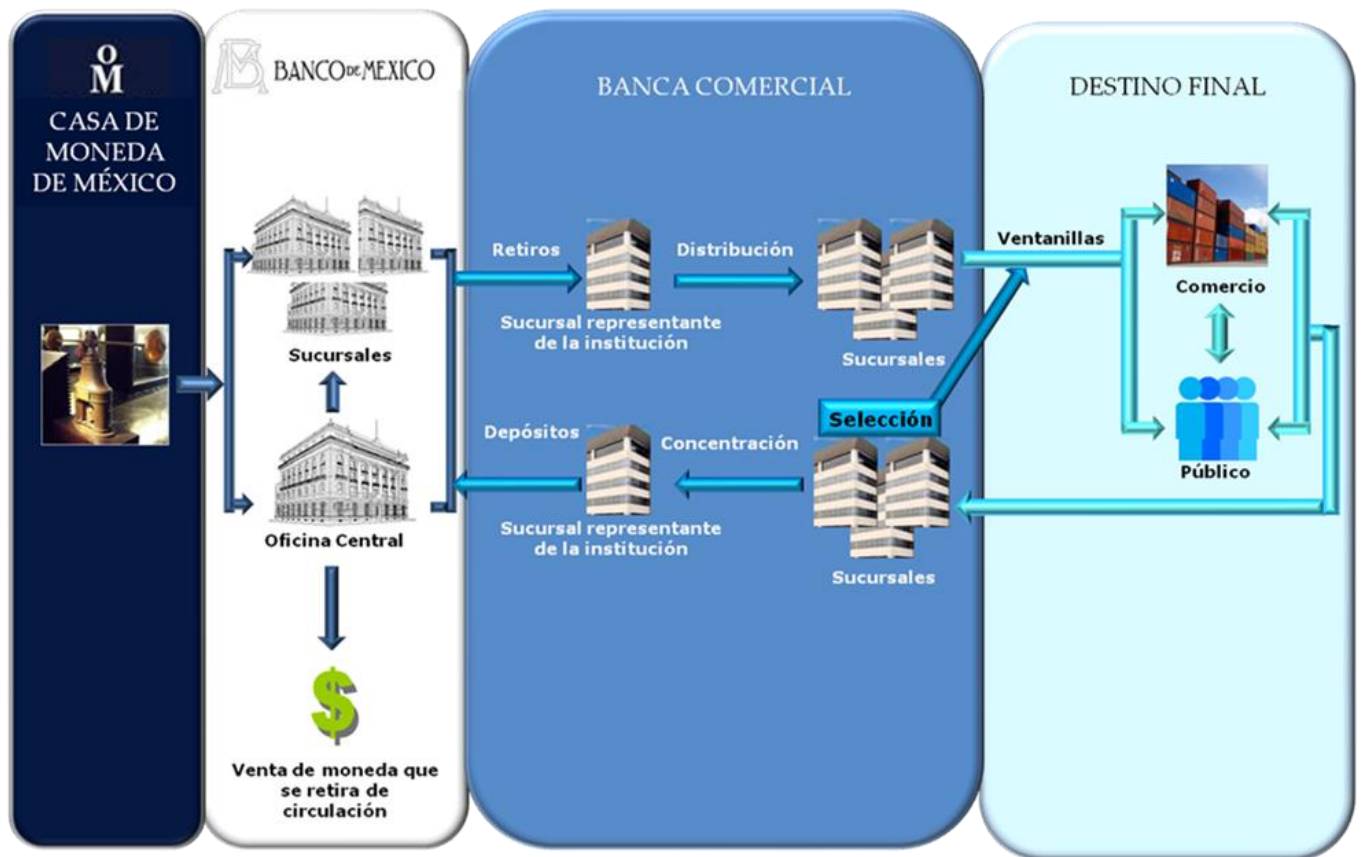 oM
CASA DE
MONEDA
DE MÉXICO
BANCO DE MEXICO
Sucursales
Oficina Central
Venta de moneda que
se retira de
circulación
BANCA COMERCIAL
Retiros
Distribución
Sucursal representante
de la institución
Sucursales
Selección
Depósitos
Concentración
Sucursal representante
de la institución
Sucursales
DESTINO FINAL
Ventanillas
Comercio
Público